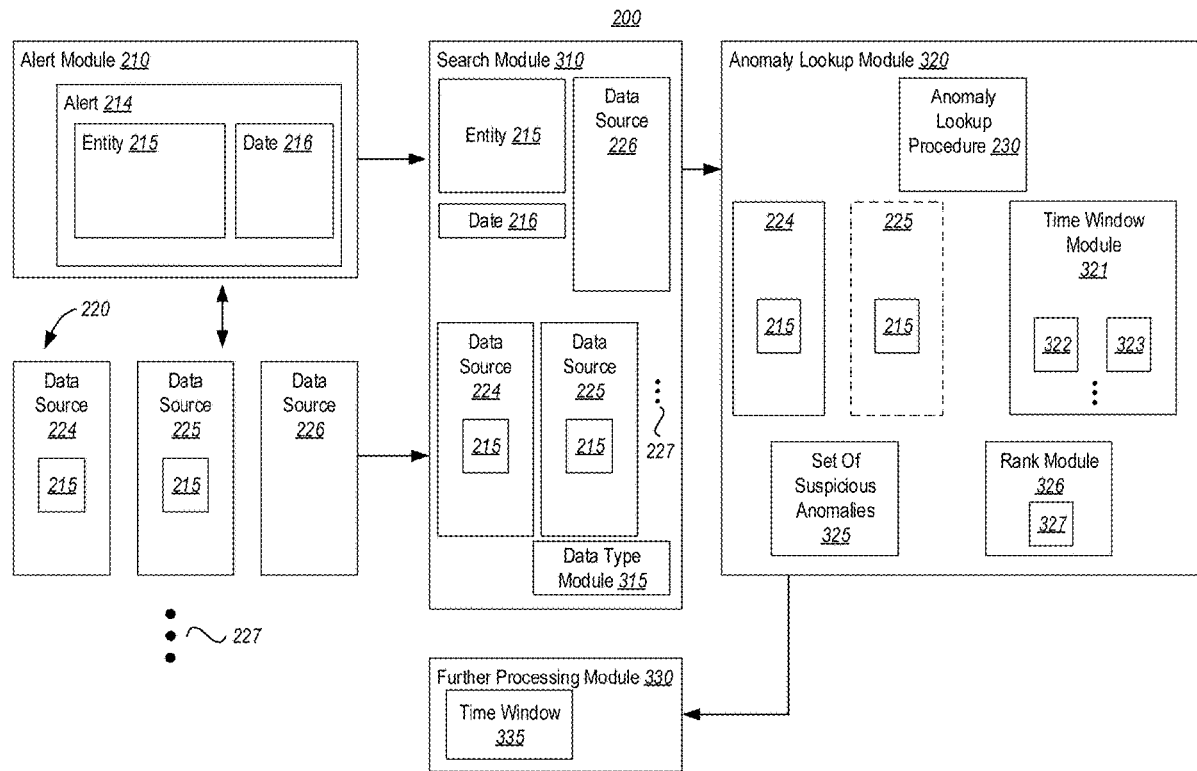 200
Alert Module 210
Alert 214
Entity 215
Date 216
220
Data
Source
224
215
Data
Source
225
215
Data
Source
226
227
Search Module 310
Entity 215
Date 216
Data
Source
226
Data
Source
224
215
Data
Source
225
215
227
Data Type
Module 315
Anomaly Lookup Module 320
Anomaly
Lookup
Procedure 230
224
215
225
215
Time Window
Module
321
322
323
Set Of
Suspicious
Anomalies
325
Rank Module
326
327
Further Processing Module 330
Time Window
335